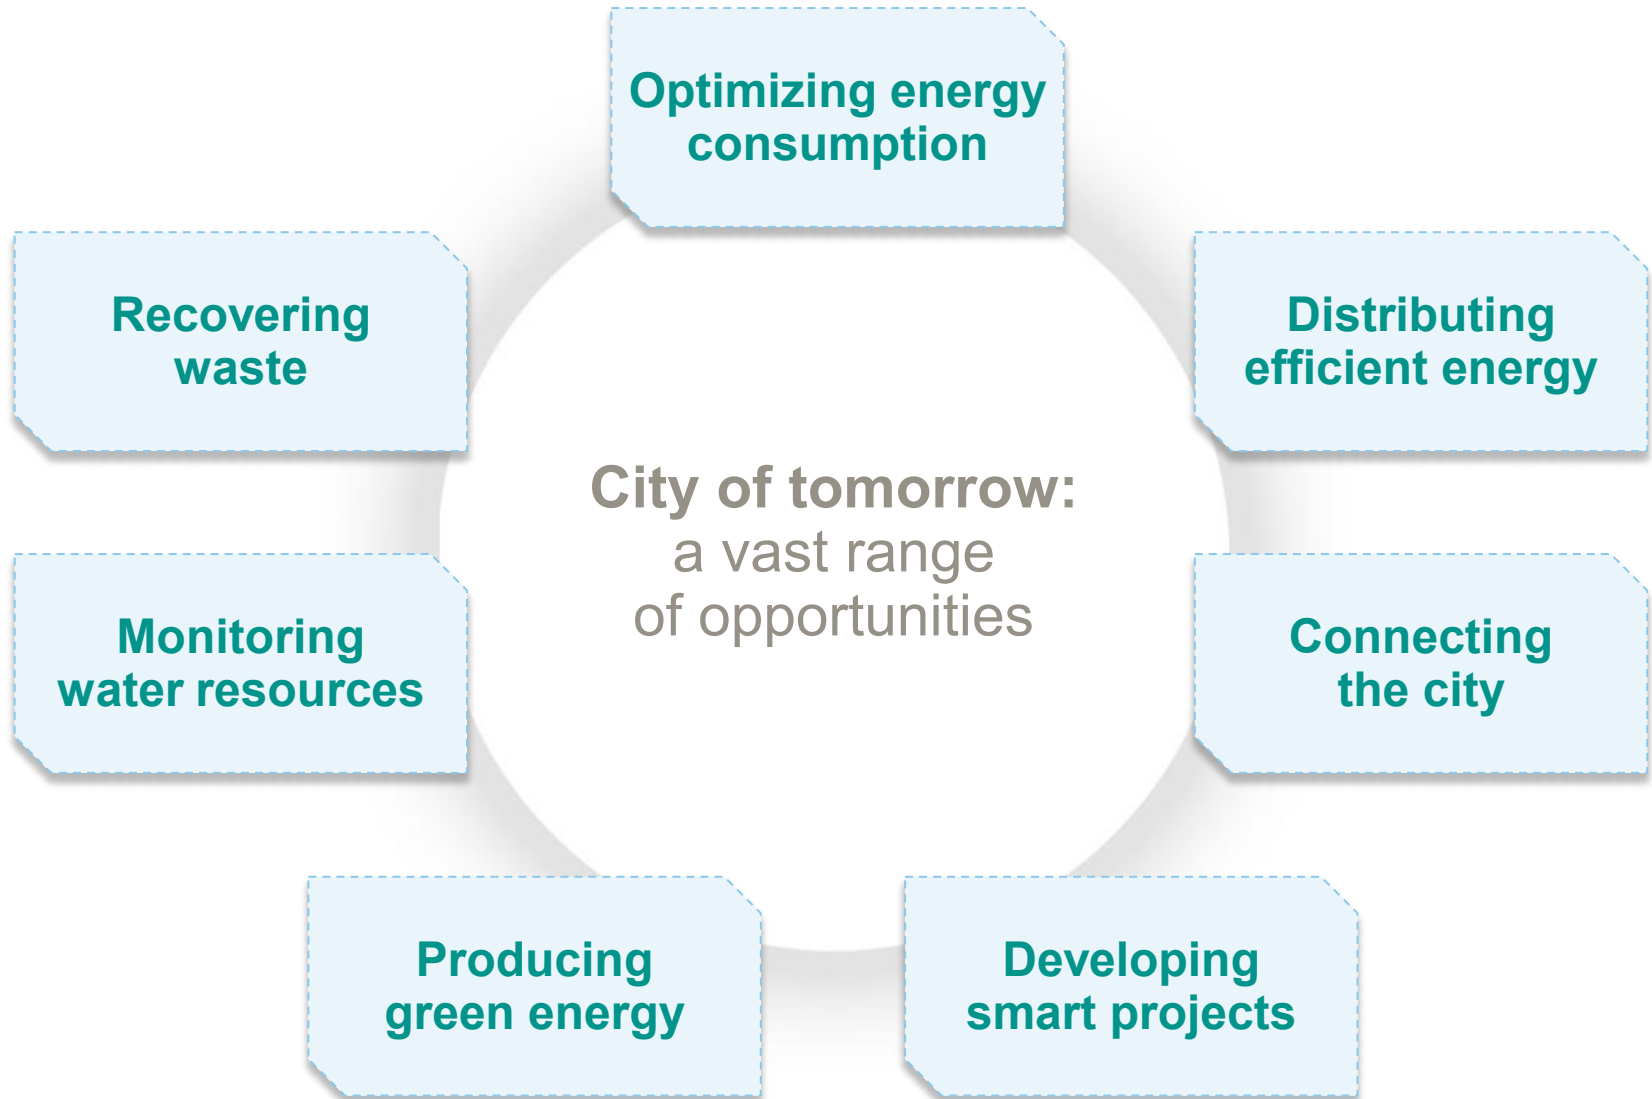 Optimizing energy
consumption
Recovering
waste
Distributing
efficient energy
City of tomorrow:
a vast range
of opportunities
Monitoring
water resources
Connecting
the city
Producing
green energy
Developing
smart projects